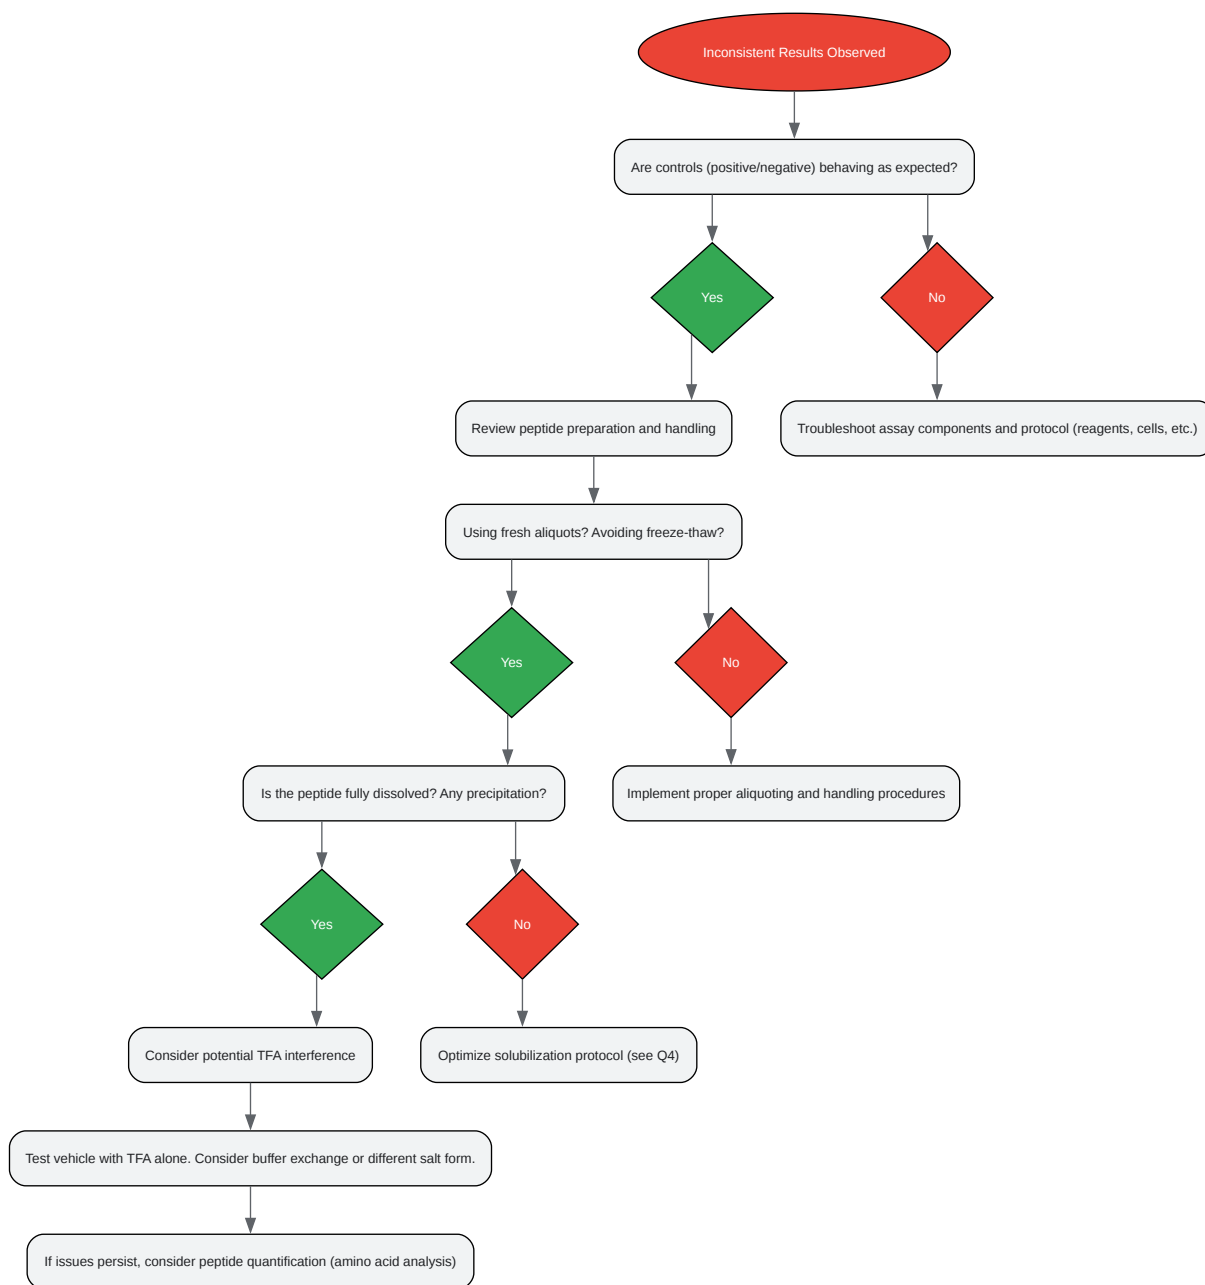 Inconsistent Results Observed
Are controls (positive/negative) behaving as expected?
Yes
No
Review peptide preparation and handling
Troubleshoot assay components and protocol (reagents, cells, etc.)
Using fresh aliquots? Avoiding freeze-thaw?
Yes
No
Is the peptide fully dissolved? Any precipitation?
Implement proper aliquoting and handling procedures
Yes
No
Consider potential TFA interference
Optimize solubilization protocol (see Q4)
Test vehicle with TFA alone. Consider buffer exchange or different salt form.
If issues persist, consider peptide quantification (amino acid analysis)